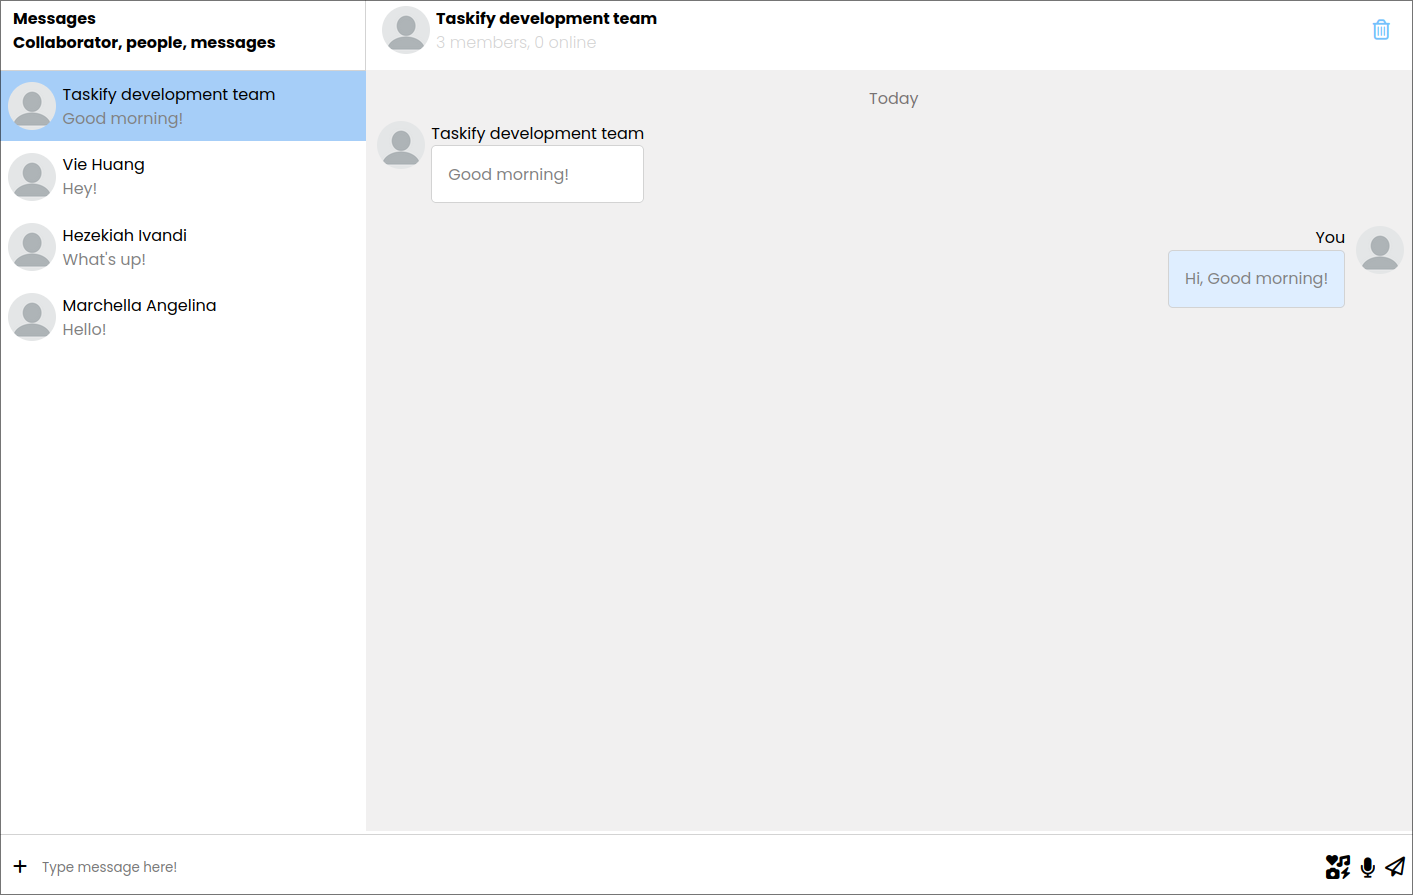 Messages
Collaborator, people, messages
Taskify development team
Good morning!
Vie Huang
Hey!
Hezekiah Ivandi
What's up!
Marchella Angelina
Hello!
Taskify development team
3 members, 0 online
Today
Taskify development team
Good morning!
You
Hi, Good morning!
Type message here!